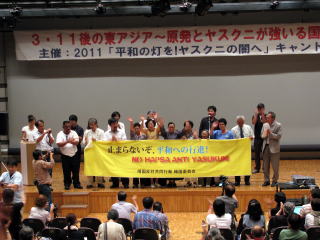 3・11後の東アジア～原発とヤスクニが強いる国
主催：2011「平和の灯を!ヤスクニの闇へ」キャンド
止まらないぞ、平和への行進!
NO HAPSA ANTI YASUKUNI